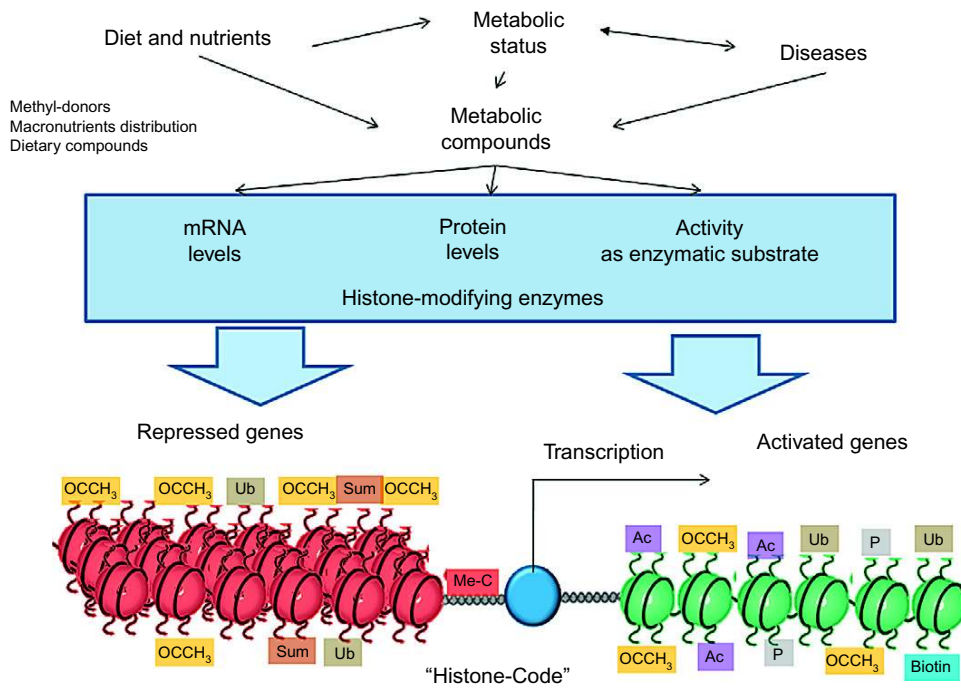 Metabolic
status
Diet and nutrients
Diseases
Methyl-donors
Macronutrients distribution
Dietary compounds
Metabolic
compounds
mRNA
levels
Protein
levels
Activity
as enzymatic substrate
Histone-modifying enzymes
Repressed genes
Transcription
Activated genes
OCCH₃ OCCH₃ Ub OCCH₃ Sum OCCH₃
Ac OCCH₃ Ac Ub P Ub
Me-C
OCCH₃ Sum Ub
OCCH₃ Ac P OCCH₃ Biotin
“Histone-Code”